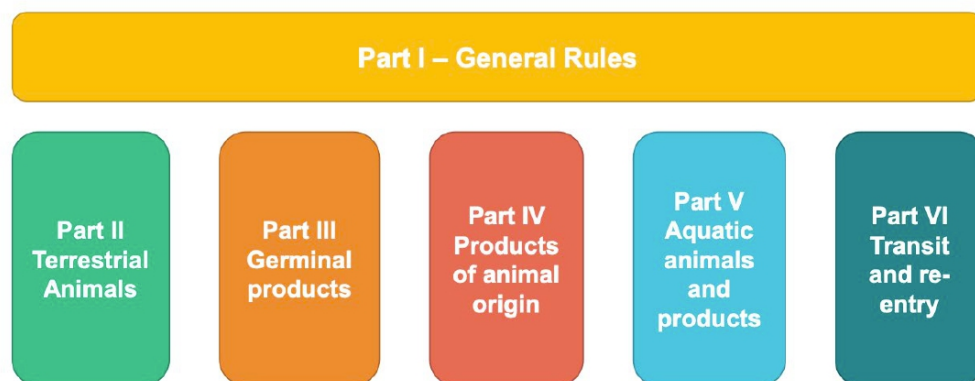 Part I – General Rules
Part II
Terrestrial
Animals
Part III
Germinal
products
Part IV
Products
of animal
origin
Part V
Aquatic
animals
and
products
Part VI
Transit
and re-
entry